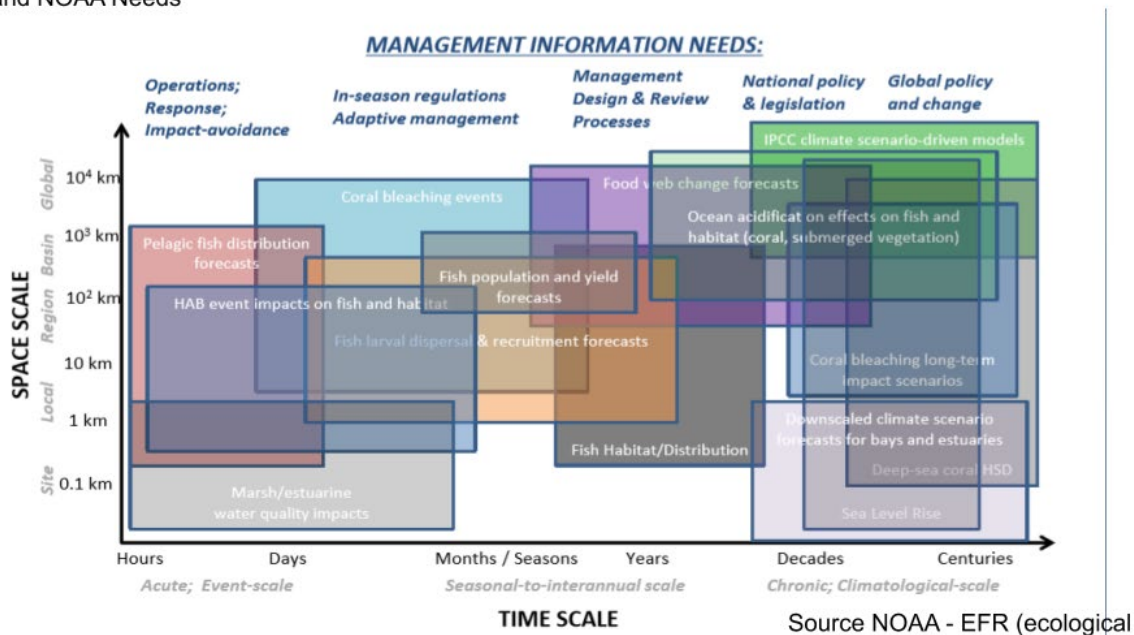 and NOAA Needs
MANAGEMENT INFORMATION NEEDS:
Operations;
Response;
Impact-avoidance
In-season regulations
Adaptive management
Management
Design & Review
Processes
National policy
& legislation
Global policy
and change
SPACE SCALE
Global
Basin
Region
Local
Site
10⁴ km
10³ km
10² km
10 km
1 km
0.1 km
IPCC climate scenario-driven models
Food web change forecasts
Coral bleaching events
Ocean acidification effects on fish and
habitat (coral, submerged vegetation)
Pelagic fish distribution
forecasts
Fish population and yield
forecasts
HAB event impacts on fish and habitat
Fish larval dispersal & recruitment forecasts
Coral bleaching long-term
impact scenarios
Downscaled climate scenario
forecasts for bays and estuaries
Fish Habitat/Distribution
Deep-sea coral HSD
Marsh/estuarine
water quality impacts
Sea Level Rise
Hours
Days
Months / Seasons
Years
Decades
Centuries
Acute; Event-scale
Seasonal-to-interannual scale
Chronic; Climatological-scale
TIME SCALE
Source NOAA - EFR (ecological